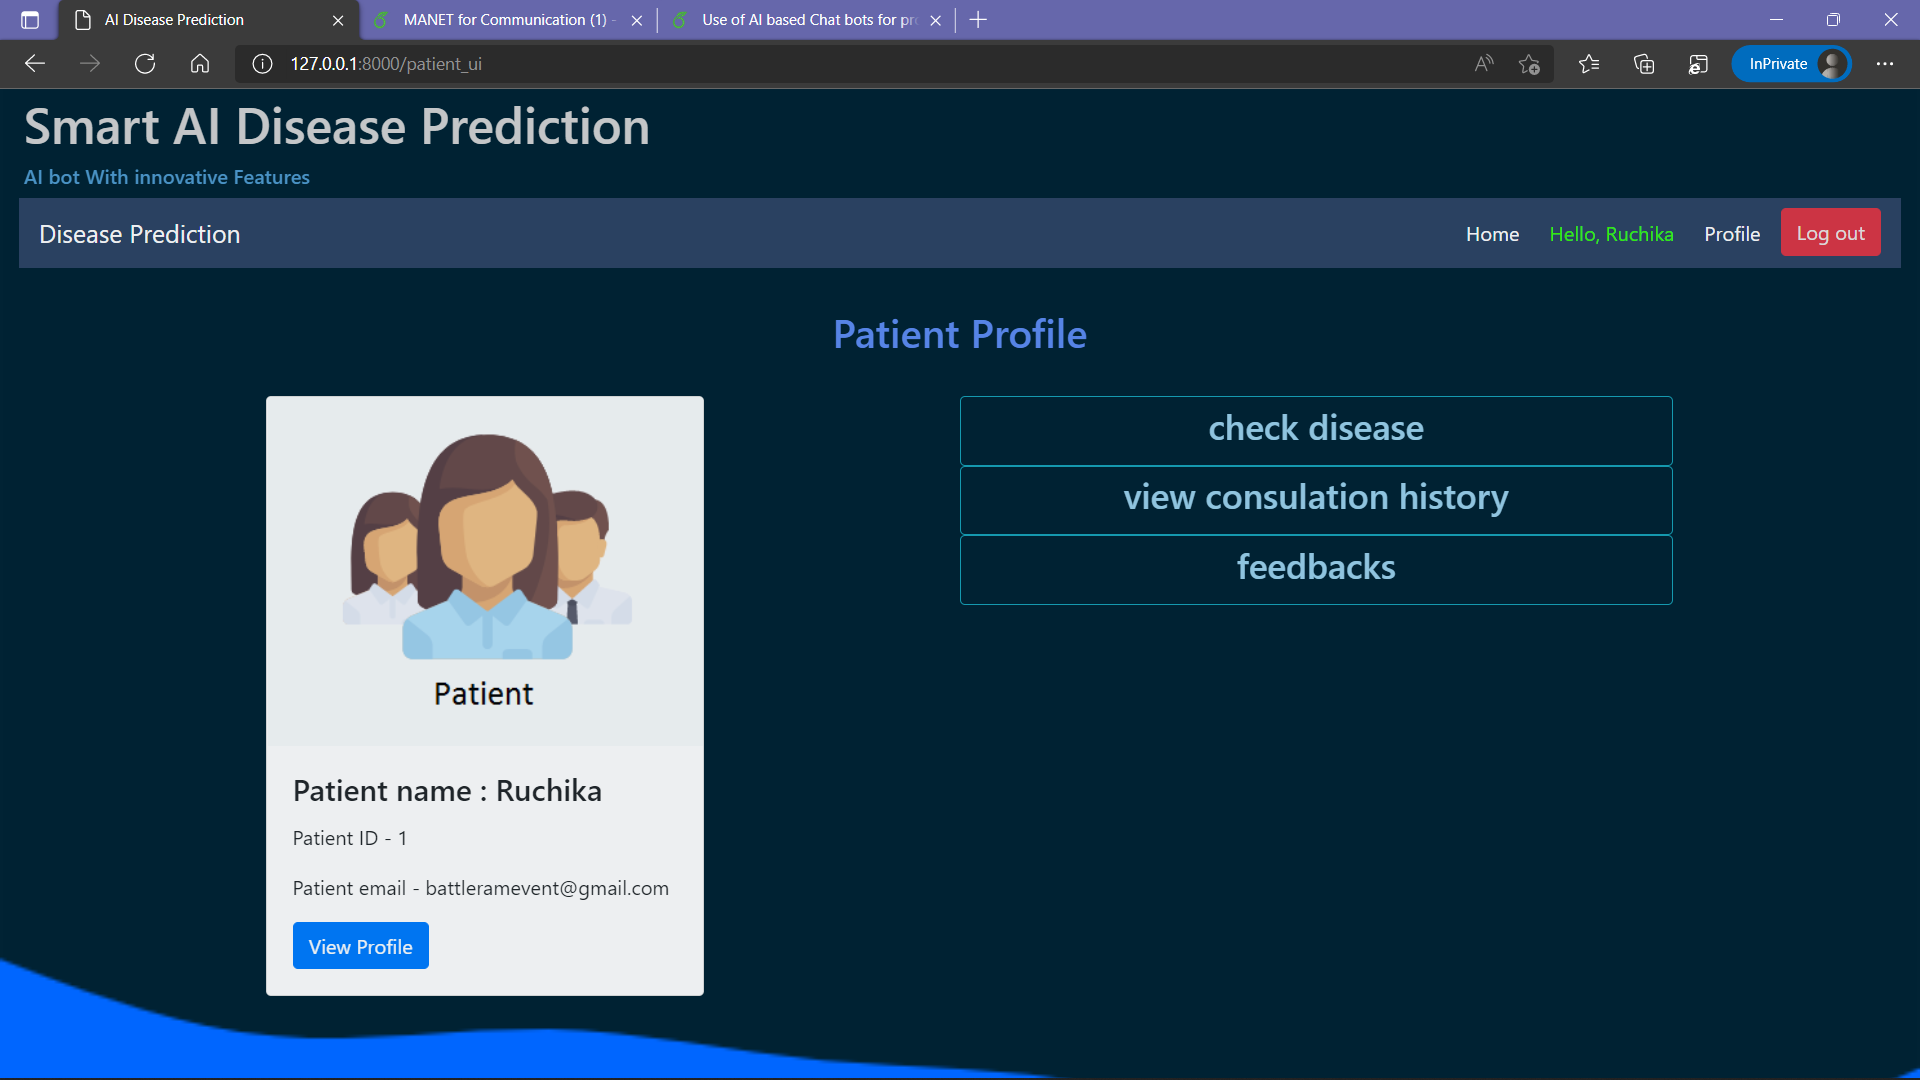 AI Disease Prediction
MANET for Communication (1) -
Use of AI based Chat bots for pr
127.0.0.1:8000/patient_ui
InPrivate
Smart AI Disease Prediction
AI bot With innovative Features
Disease Prediction
Home
Hello, Ruchika
Profile
Log out
Patient Profile
Patient
Patient name : Ruchika
Patient ID - 1
Patient email - battleramevent@gmail.com
View Profile
check disease
view consulation history
feedbacks